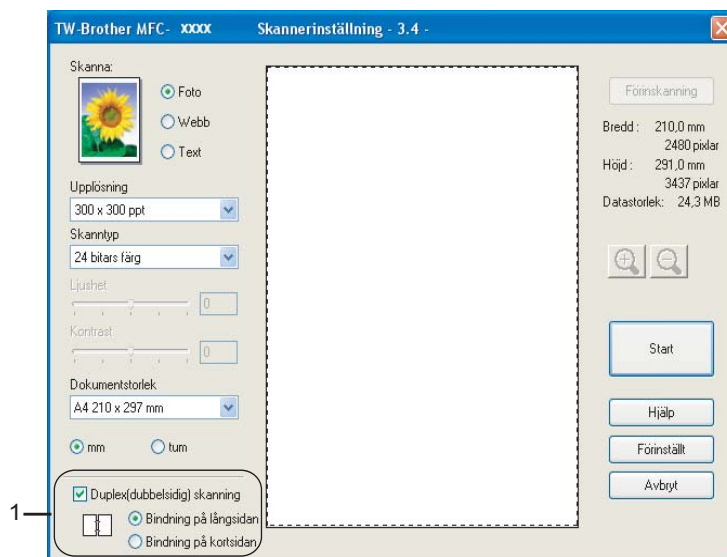 TW-Brother MFC- XXXX Skannerinställning - 3.4 -
Skanna:
Foto
Webb
Text
Upplösning
300 x 300 ppt
Skanntyp
24 bitars färg
Ljushet
0
Kontrast
0
Dokumentstorlek
A4 210 x 297 mm
mm
tum
1
Duplex(dubbelsidig) skanning
Bindning på långsidan
Bindning på kortsidan
Förinskanning
Bredd : 210,0 mm
2480 pixlar
Höjd : 291,0 mm
3437 pixlar
Datastorlek: 24,3 MB
Start
Hjälp
Förinställt
Avbryt